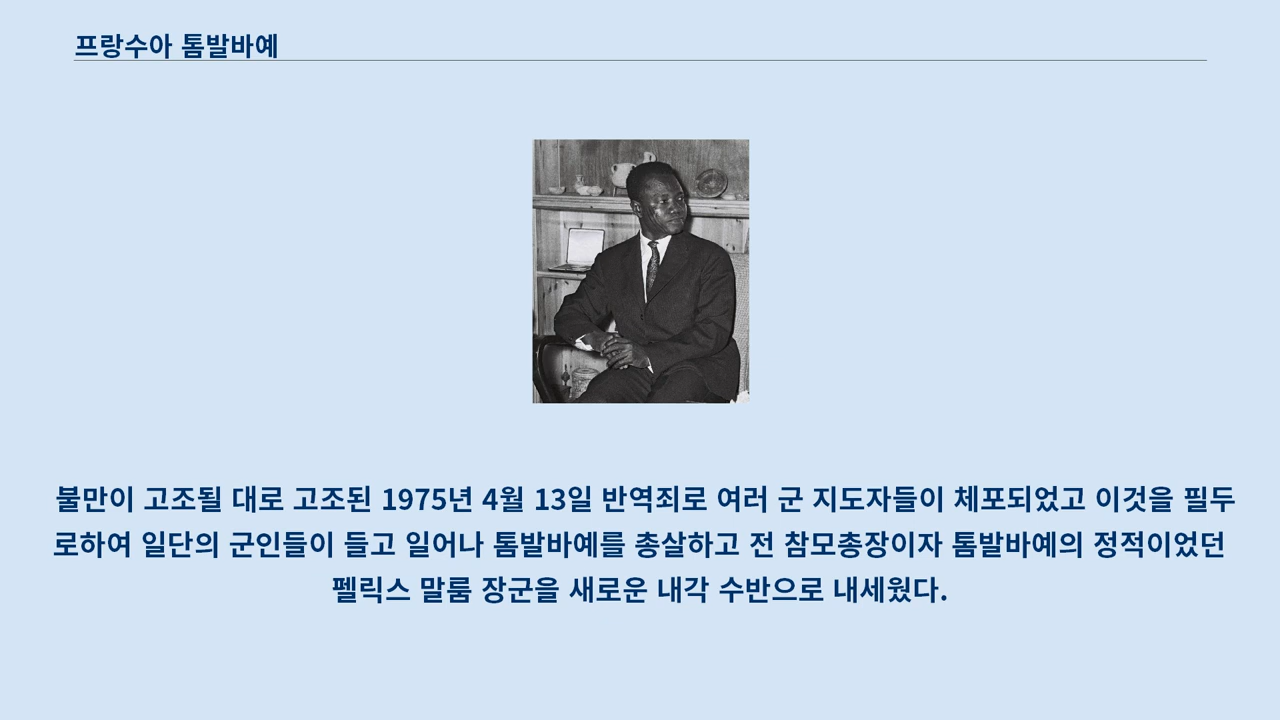 프랑수아 톰발바예
불만이 고조될 대로 고조된 1975년 4월 13일 반역죄로 여러 군 지도자들이 체포되었고 이것을 필두
로하여 일단의 군인들이 들고 일어나 톰발바예를 총살하고 전 참모총장이자 톰발바예의 정적이었던
펠릭스 말룸 장군을 새로운 내각 수반으로 내세웠다.